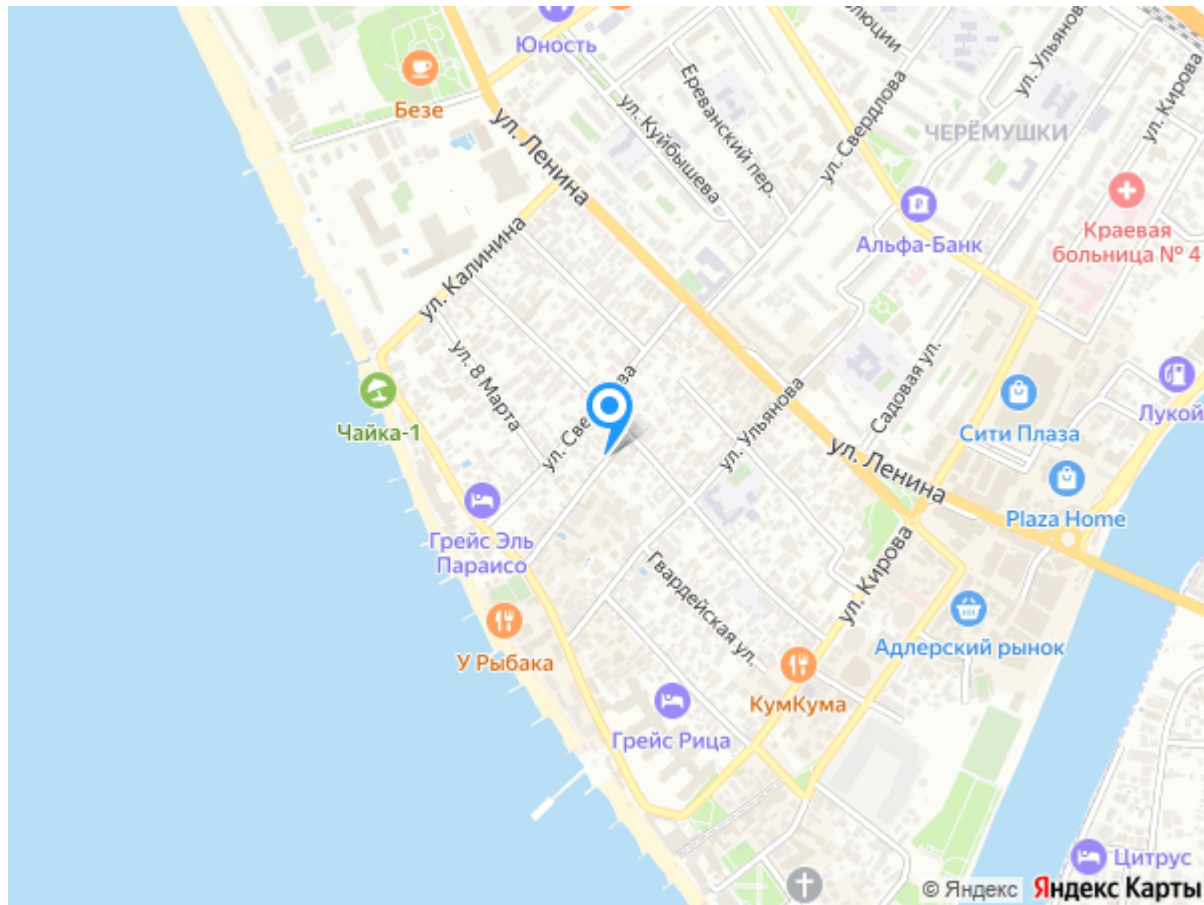 Юность
Безе
ул. Ленина
ул. Куйбышева
Ереванский пер.
ул. Свердлова
ул. Ульянова
ул. Кирова
ЧЕРЁМУШКИ
Альфа-Банк
Краевая
больница № 4
ул. Калинина
ул. 8 Марта
Чайка-1
ул. Ульянова
Садовая ул.
Сити Плаза
Лукой
ул. Ленина
Plaza Home
Грейс Эль
Параисо
Гвардейская ул.
ул. Кирова
Адлерский рынок
У Рыбака
КумКума
Грейс Рица
Цитрус
© Яндекс Яндекс Карты